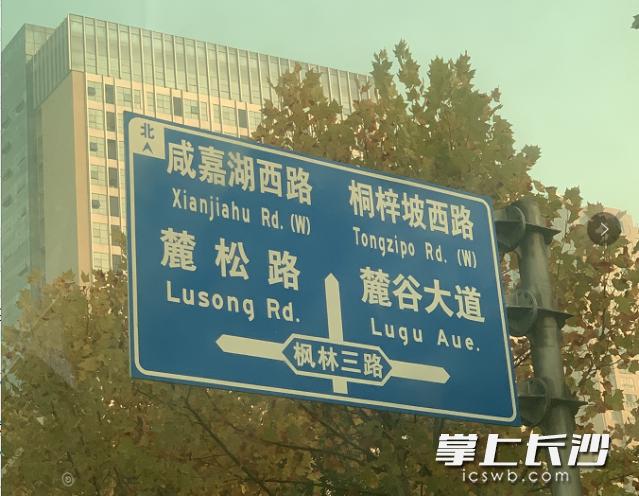 北
咸嘉湖西路
Xianjiahu Rd. (W)
桐梓坡西路
Tongzipo Rd. (W)
麓松路
Lusong Rd.
麓谷大道
Lugu Aue.
枫林三路
掌上长沙
icswb.com